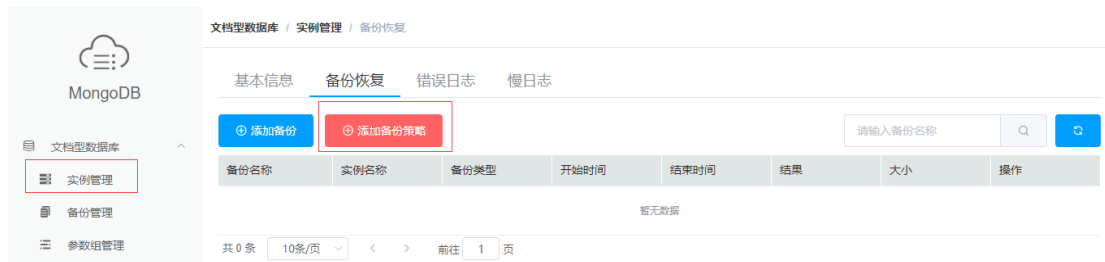 文档型数据库 / 实例管理 / 备份恢复
MongoDB
文档型数据库
实例管理
备份管理
参数组管理
基本信息 备份恢复 错误日志 慢日志
添加备份 添加备份策略 请输入备份名称
备份名称 实例名称 备份类型 开始时间 结束时间 结果 大小 操作
暂无数据
共 0 条 10条/页 < > 前往 1 页